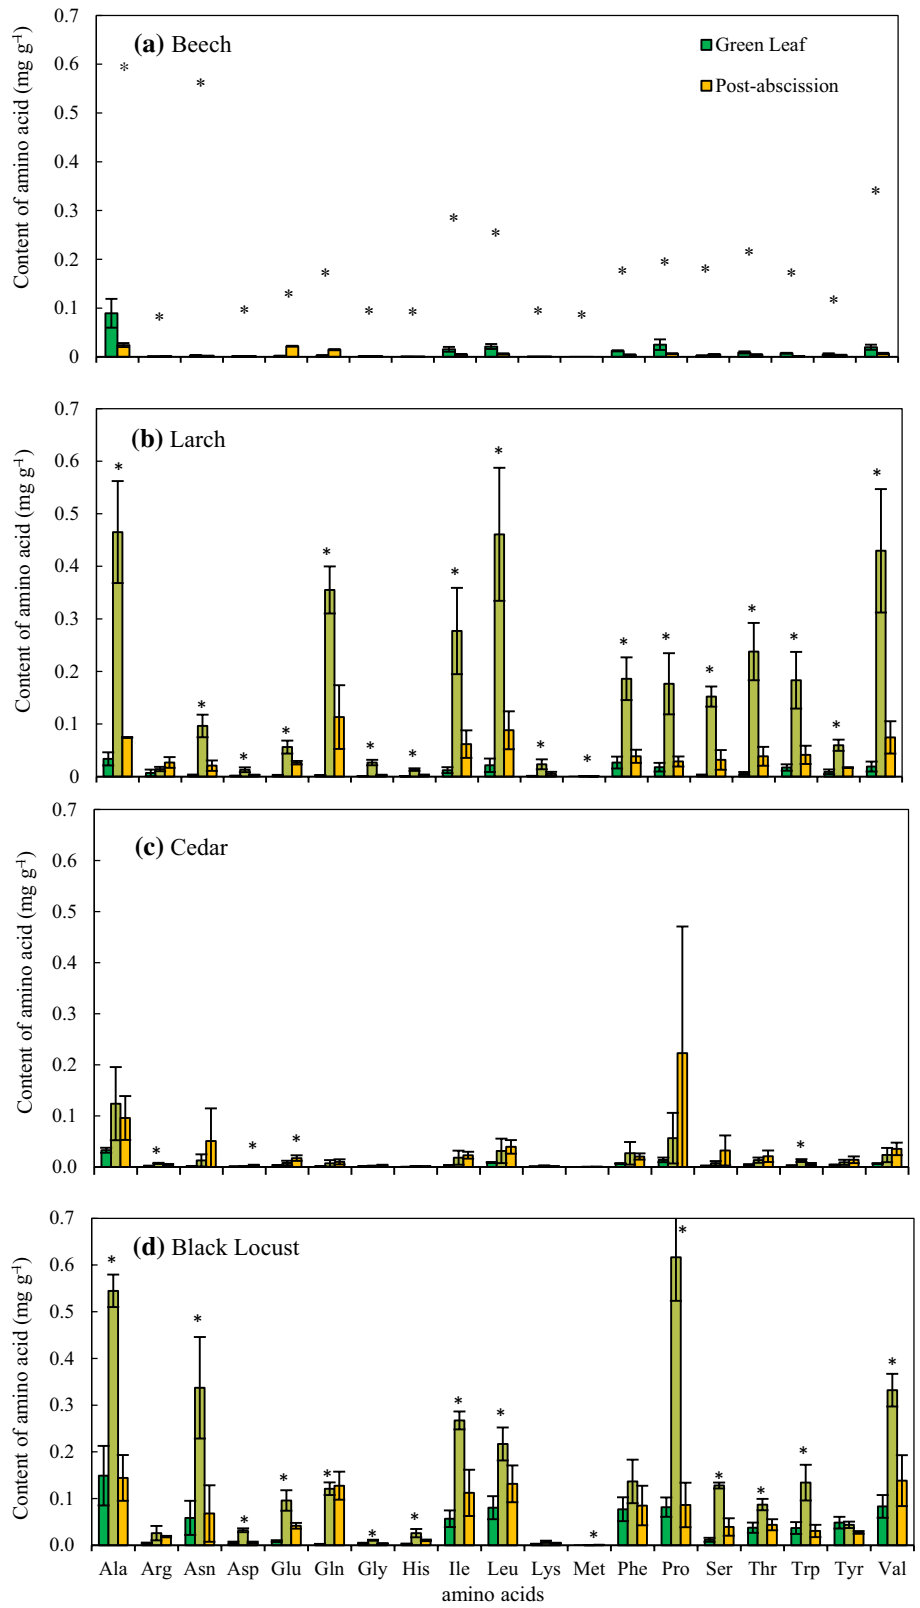 0.7
(a) Beech
Green Leaf
Post-abscission
0.6
0.5
0.4
0.3
0.2
0.1
0
Content of amino acid (mg g-1)
* * * * * * * * * * * * * * * * * * *
0.7
(b) Larch
0.6
0.5
0.4
0.3
0.2
0.1
0
Content of amino acid (mg g-1)
* * * * * * * * * * * * * * * * * *
0.7
(c) Cedar
0.6
0.5
0.4
0.3
0.2
0.1
0.0
Content of amino acid (mg g-1)
* * * *
0.7
(d) Black Locust
0.6
0.5
0.4
0.3
0.2
0.1
0.0
Content of amino acid (mg g-1)
* * * * * * * * * * * * * * *
Ala Arg Asn Asp Glu Gln Gly His Ile Leu Lys Met Phe Pro Ser Thr Trp Tyr Val
amino acids